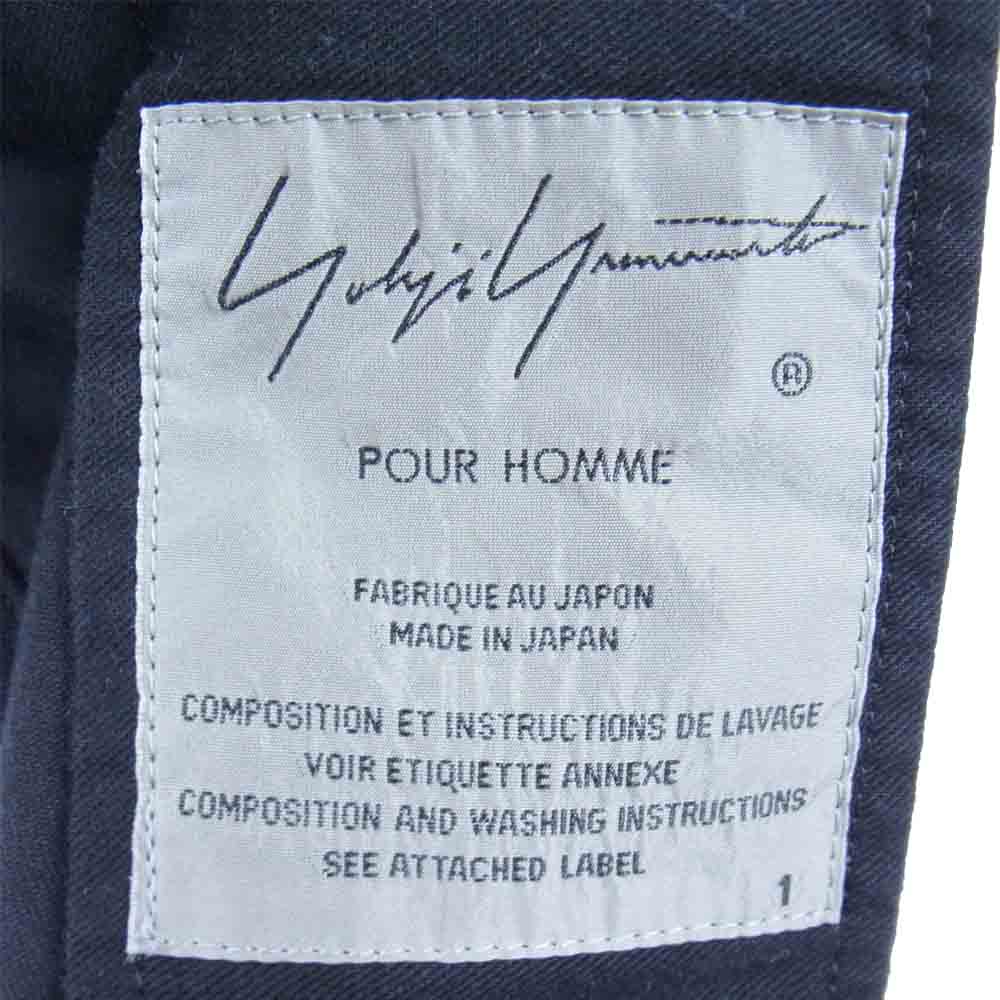 Yohji Yamamoto
®
POUR HOMME
FABRIQUE AU JAPON
MADE IN JAPAN
COMPOSITION ET INSTRUCTIONS DE LAVAGE
VOIR ETIQUETTE ANNEXE
COMPOSITION AND WASHING INSTRUCTIONS
SEE ATTACHED LABEL
1